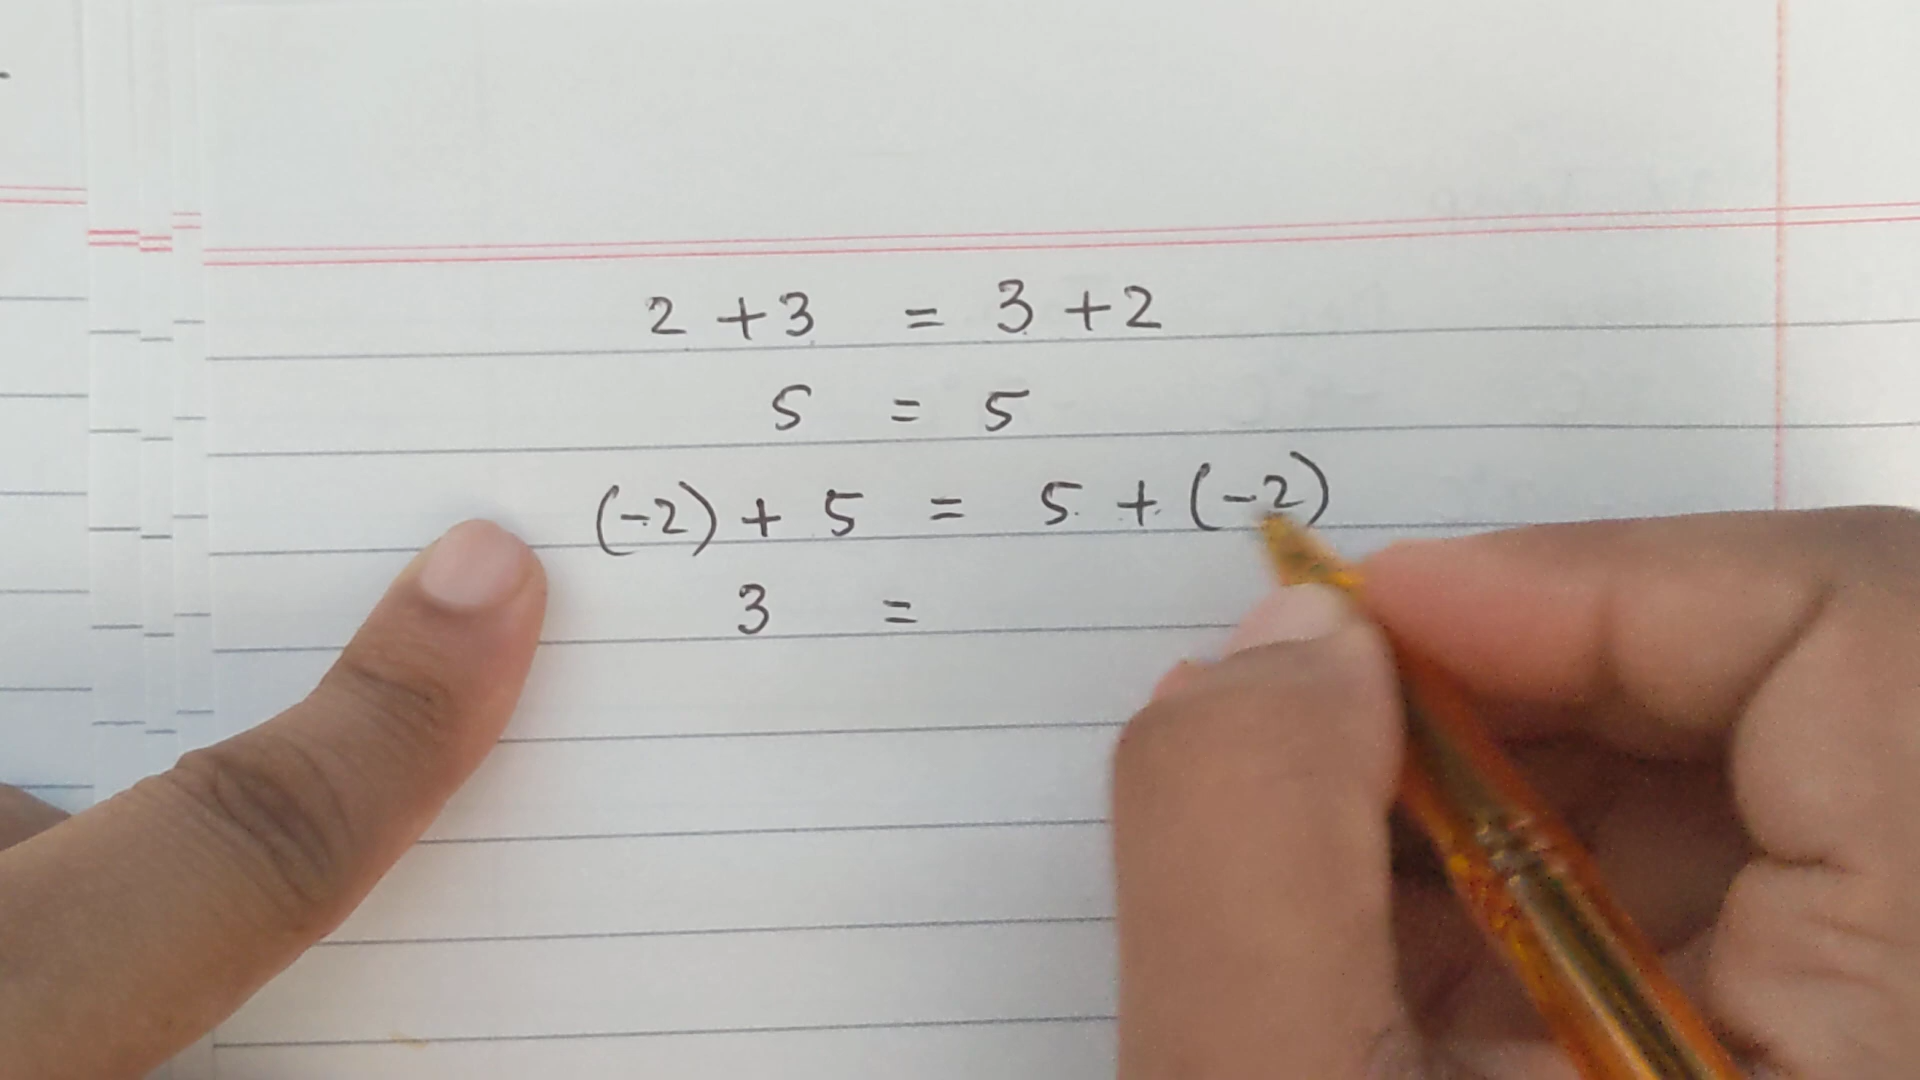 2 + 3 = 3 + 2
5 = 5
(-2) + 5 = 5 + (-2)
3 =